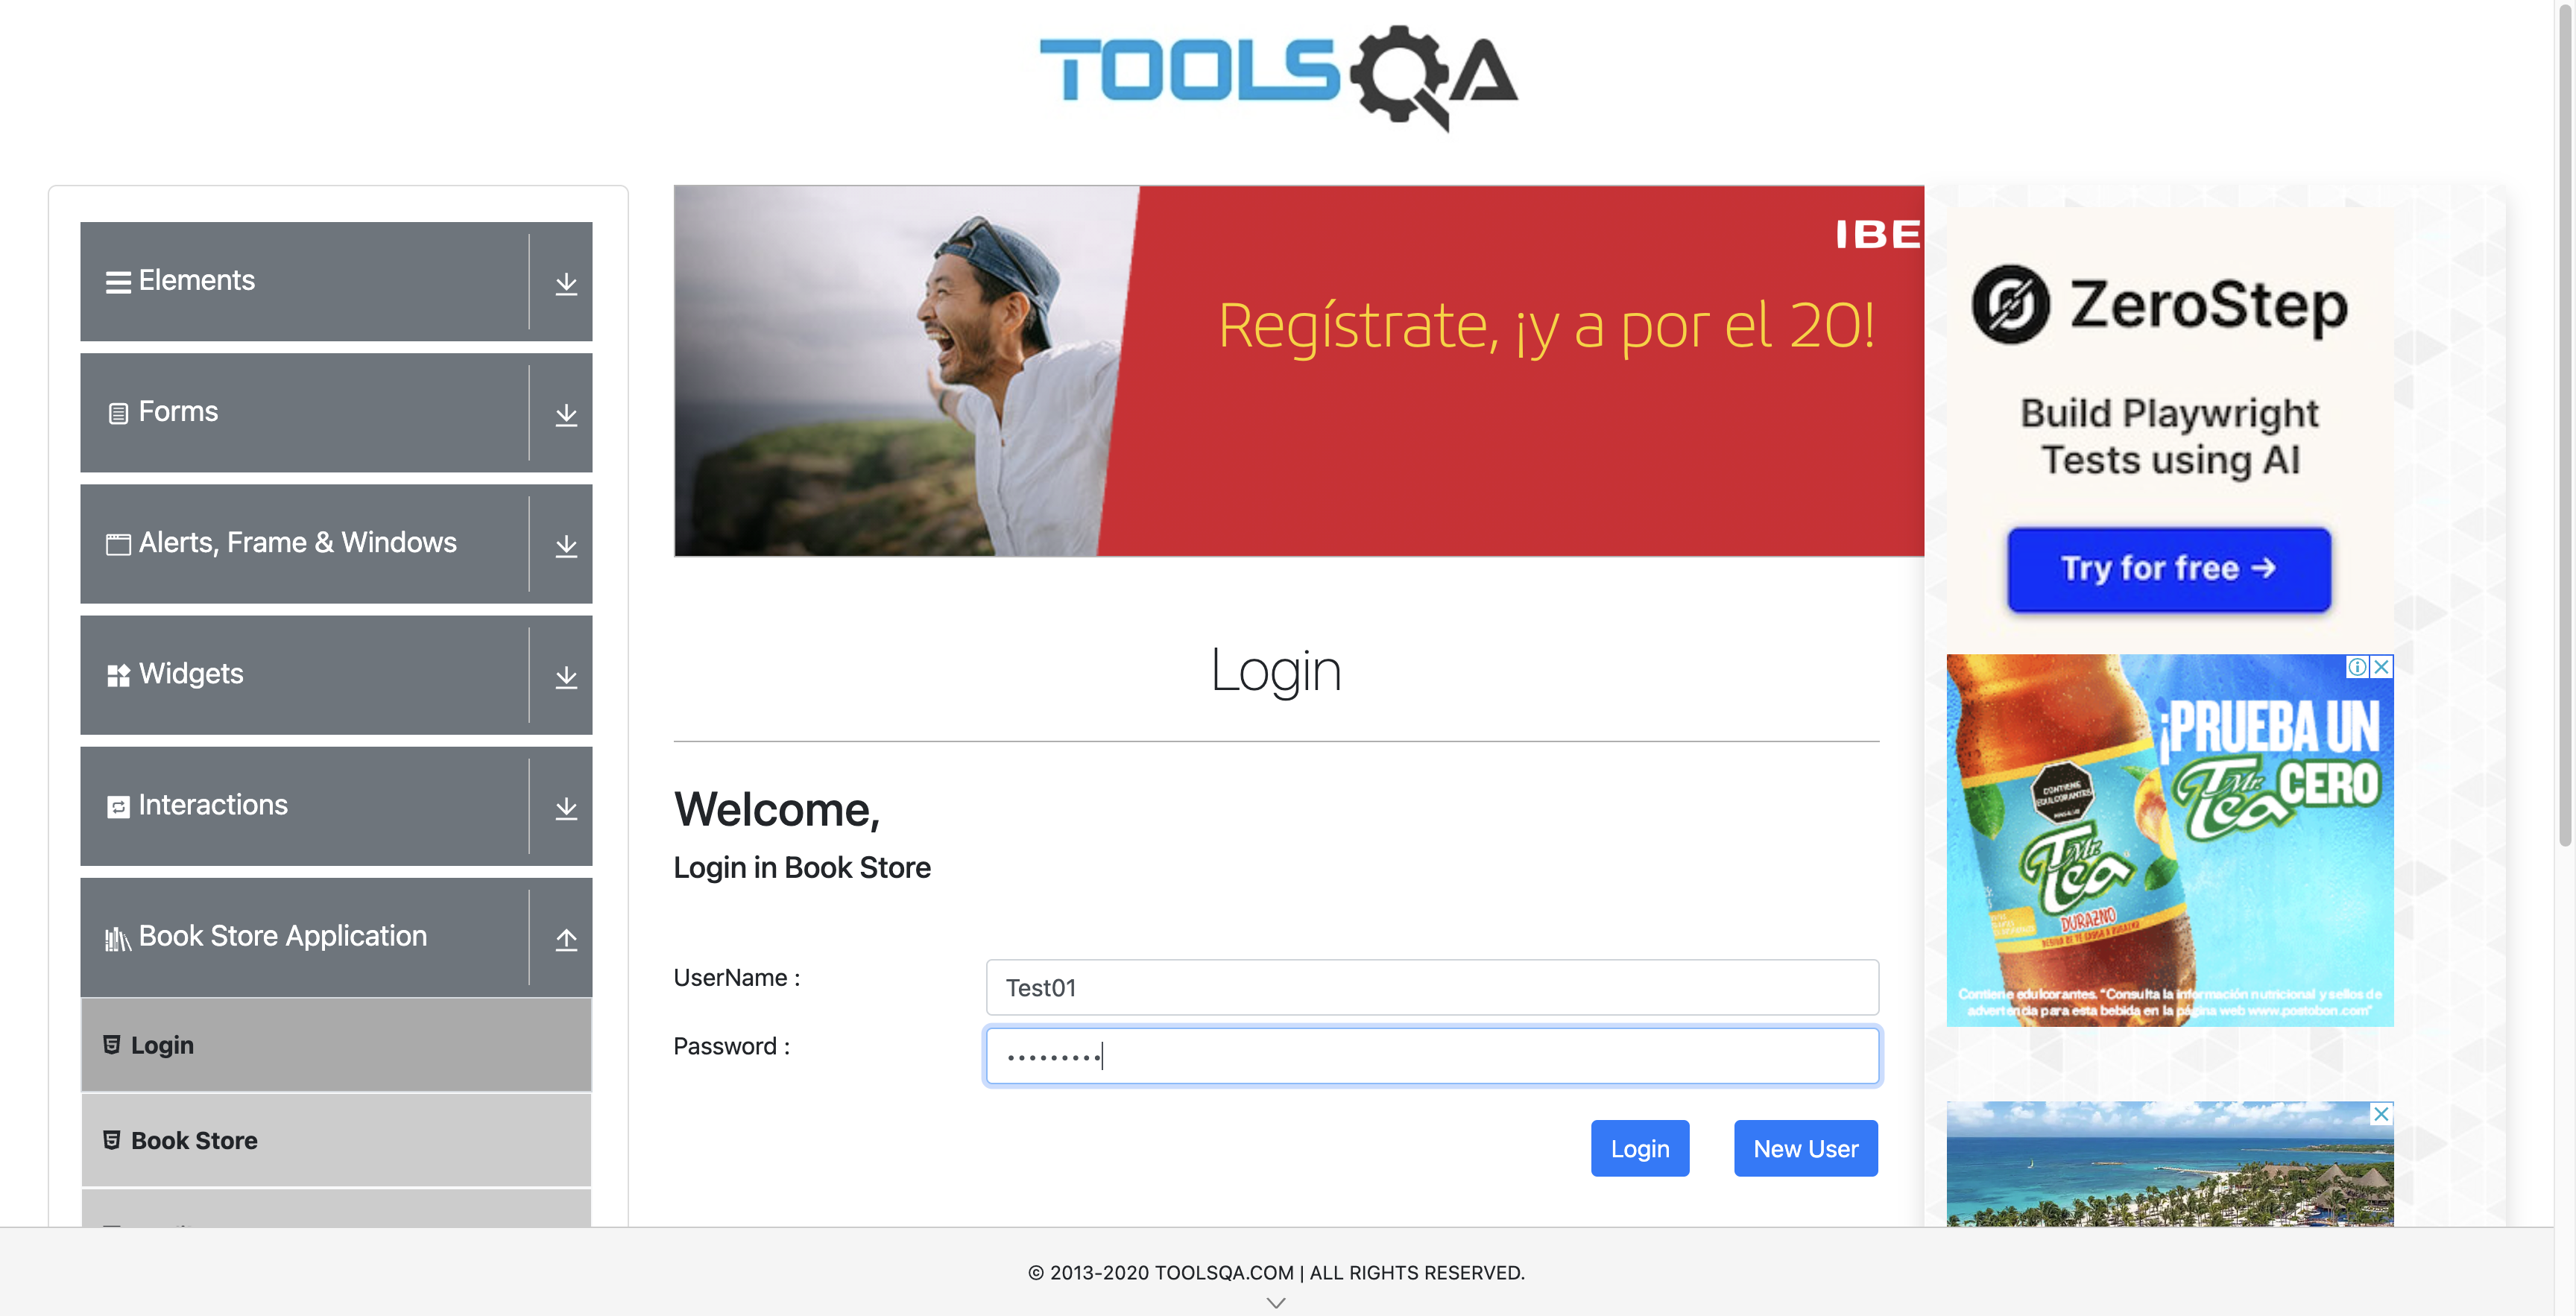 TOOLSQA
Elements
Forms
Alerts, Frame & Windows
Widgets
Interactions
Book Store Application
Login
Book Store
IBE
Regístrate, ¡y a por el 20!
Login
Welcome,
Login in Book Store
UserName :
Test01
Password :
•••••••••
Login
New User
ZeroStep
Build Playwright
Tests using AI
Try for free →
¡PRUEBA UN
Mr. Tea CERO
CONTIENE
EDULCORANTES
Mr. Tea
DURAZNO
Contiene edulcorantes. "Consulta la información nutricional y sellos de
advertencia para esta bebida en la página web www.postobon.com"
© 2013-2020 TOOLSQA.COM | ALL RIGHTS RESERVED.